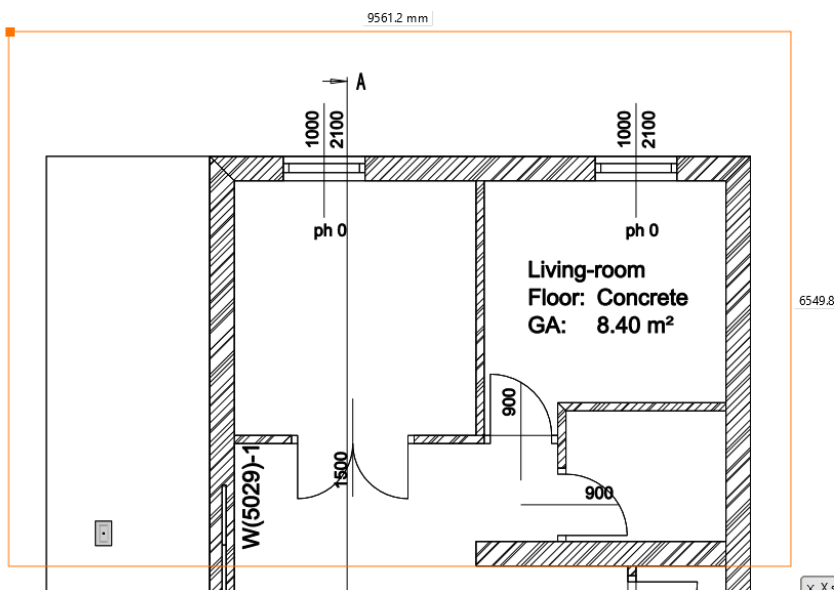 9561.2 mm
A
1000
2100
1000
2100
ph 0
ph 0
Living-room
Floor: Concrete
GA: 8.40 m²
6549.8
900
1500
W(5029)-1
900